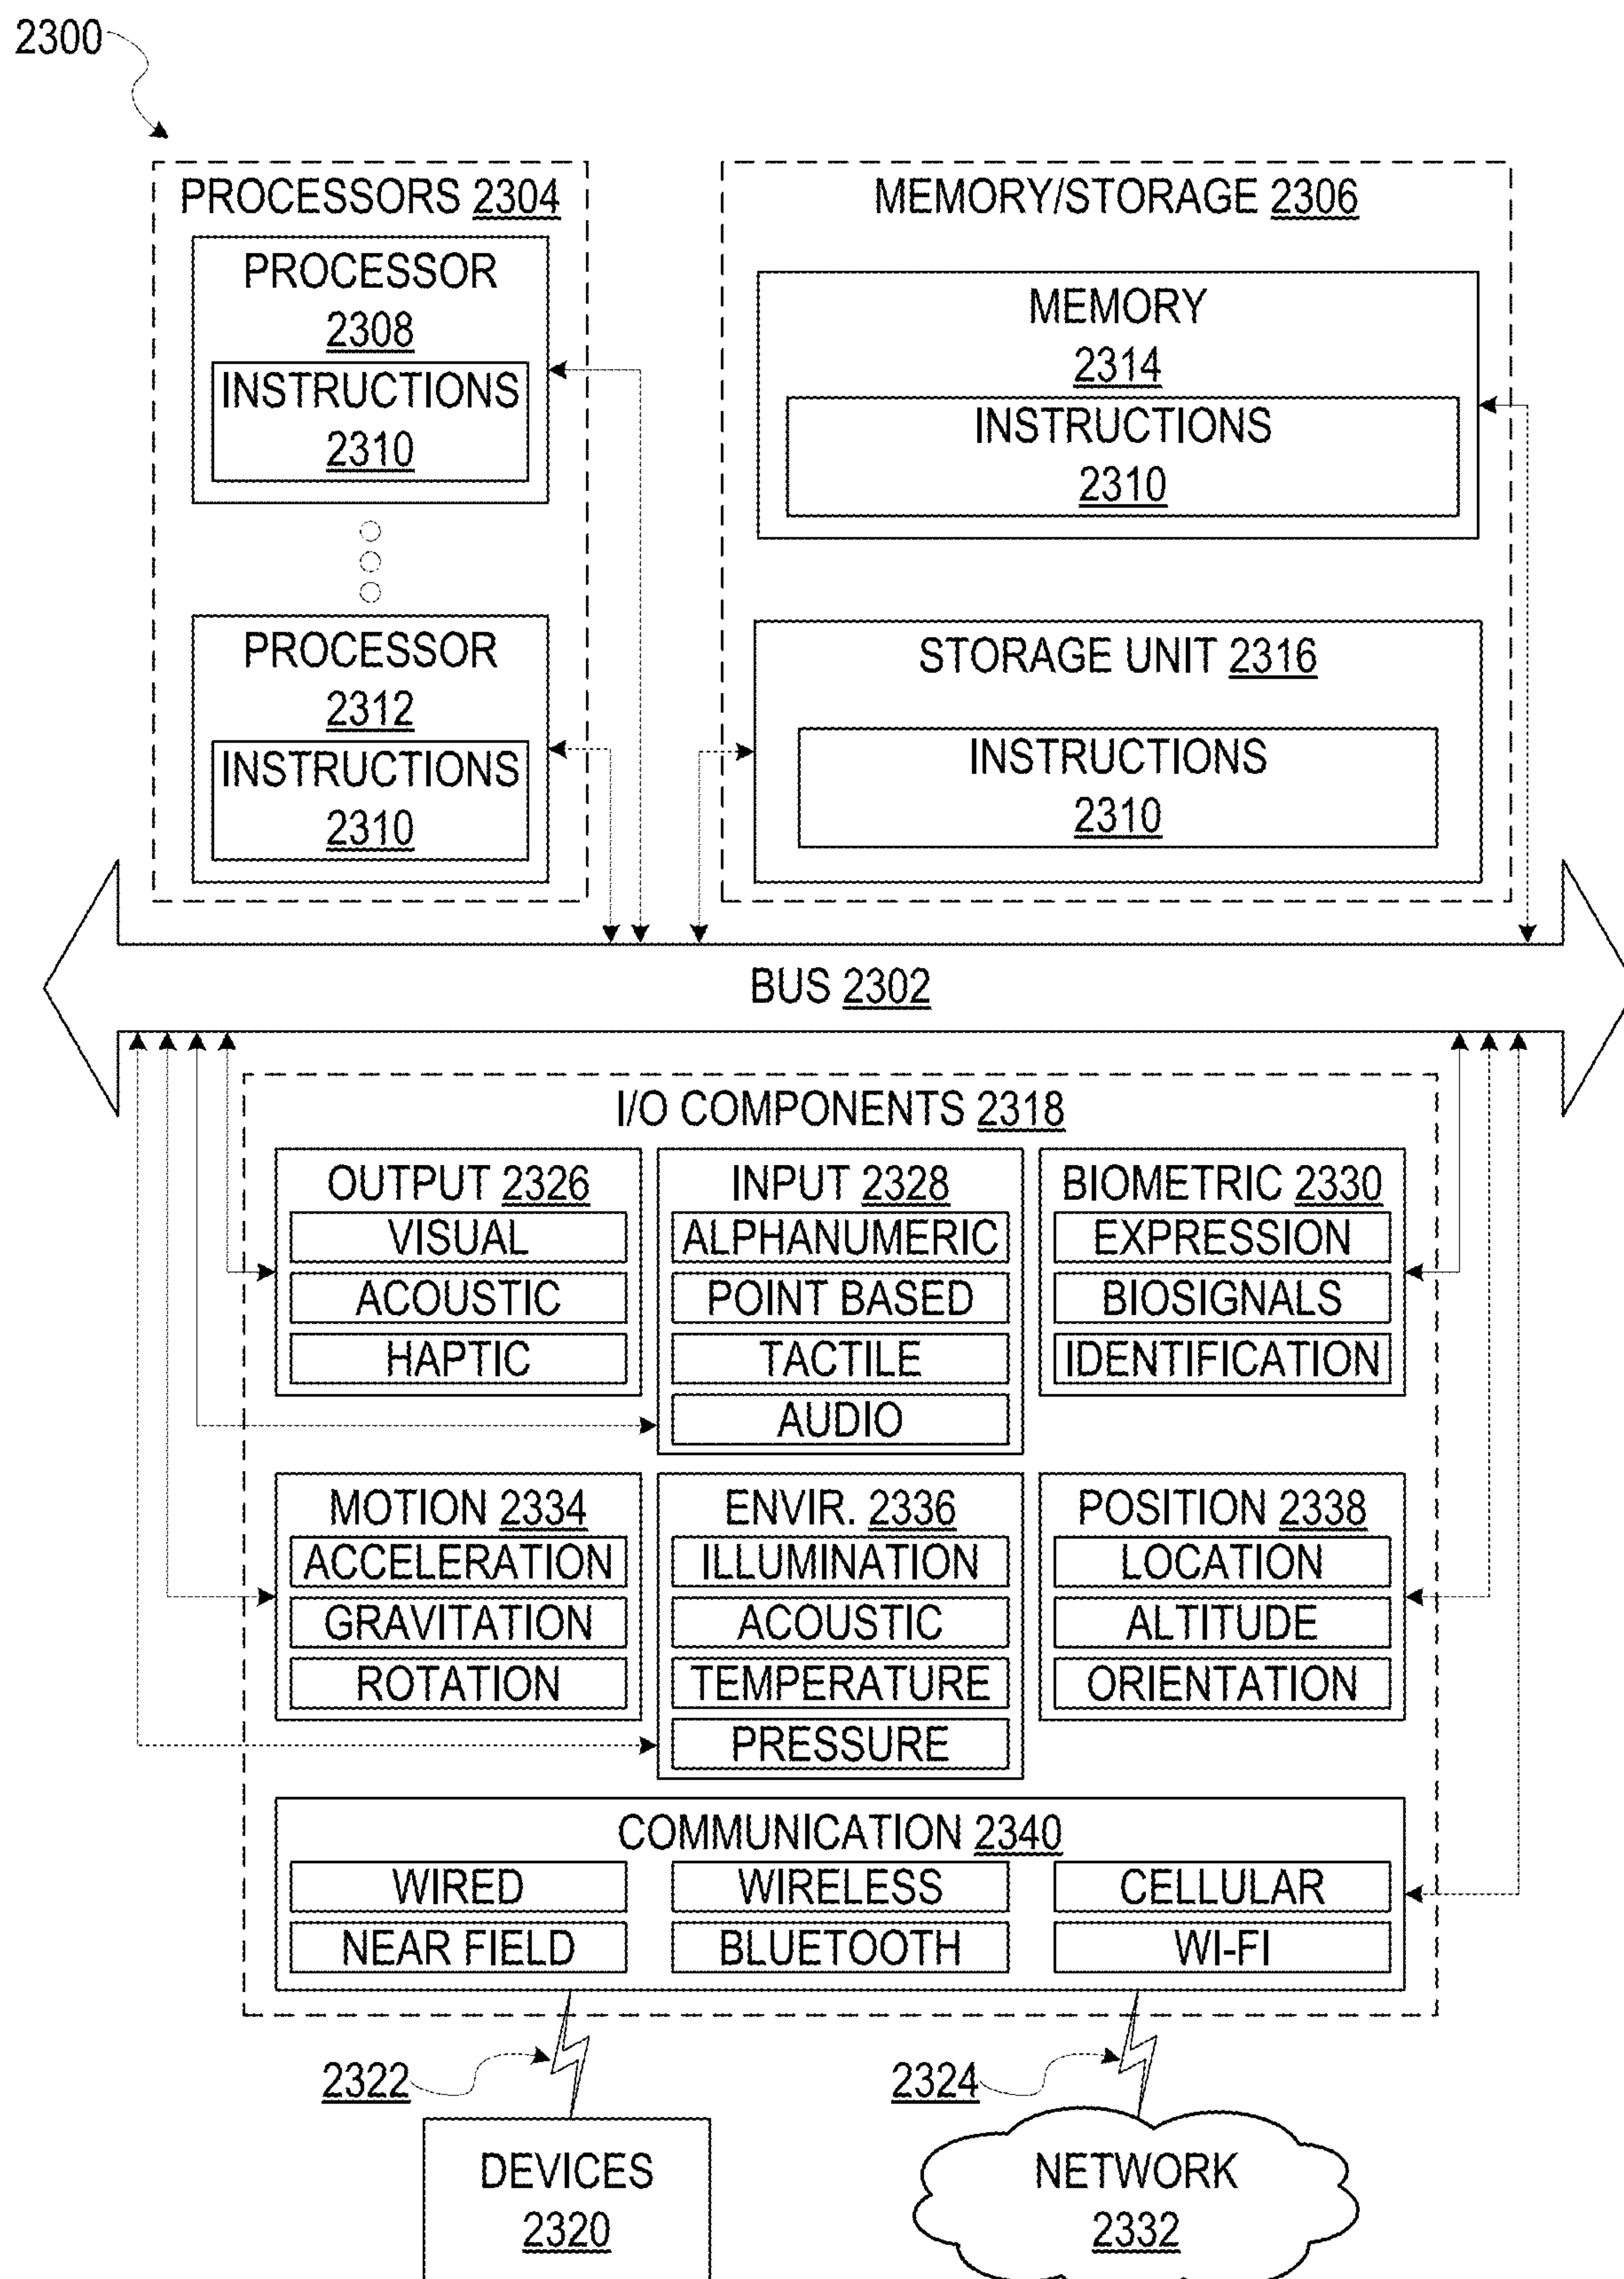 2300
PROCESSORS 2304
PROCESSOR
2308
INSTRUCTIONS
2310
PROCESSOR
2312
INSTRUCTIONS
2310
MEMORY/STORAGE 2306
MEMORY
2314
INSTRUCTIONS
2310
STORAGE UNIT 2316
INSTRUCTIONS
2310
BUS 2302
I/O COMPONENTS 2318
OUTPUT 2326
VISUAL
ACOUSTIC
HAPTIC
INPUT 2328
ALPHANUMERIC
POINT BASED
TACTILE
AUDIO
BIOMETRIC 2330
EXPRESSION
BIOSIGNALS
IDENTIFICATION
MOTION 2334
ACCELERATION
GRAVITATION
ROTATION
ENVIR. 2336
ILLUMINATION
ACOUSTIC
TEMPERATURE
PRESSURE
POSITION 2338
LOCATION
ALTITUDE
ORIENTATION
COMMUNICATION 2340
WIRED
WIRELESS
CELLULAR
NEAR FIELD
BLUETOOTH
WI-FI
2322
2324
DEVICES
2320
NETWORK
2332